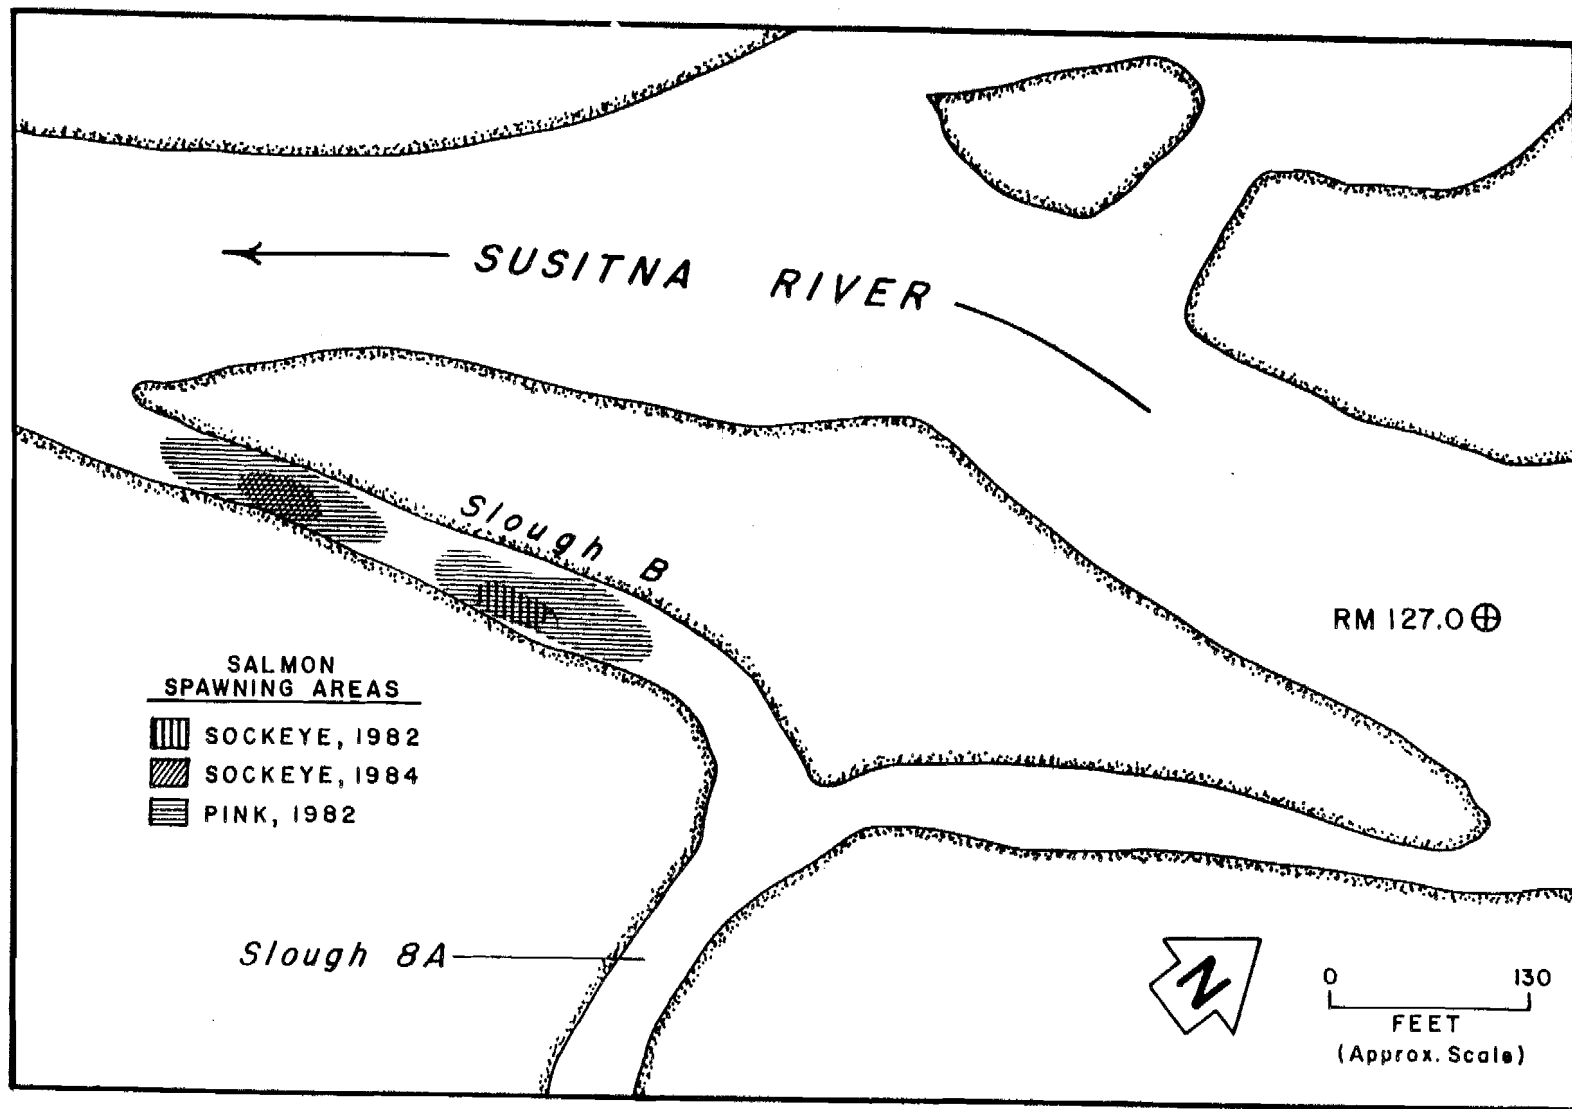 SUSITNA RIVER
Slough B
RM 127.0
SALMON
SPAWNING AREAS
SOCKEYE, 1982
SOCKEYE, 1984
PINK, 1982
Slough 8A
N
0 130
FEET
(Approx. Scale)